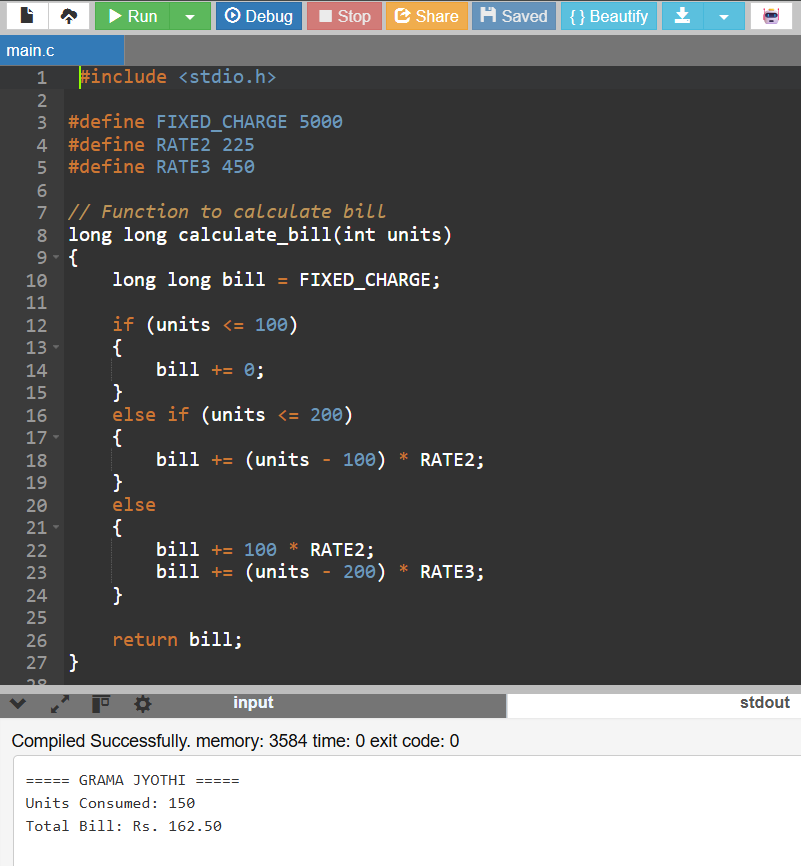 Run Debug Stop Share Saved { } Beautify
main.c
1 #include <stdio.h>
2
3 #define FIXED_CHARGE 5000
4 #define RATE2 225
5 #define RATE3 450
6
7 // Function to calculate bill
8 long long calculate_bill(int units)
9 {
10     long long bill = FIXED_CHARGE;
11
12     if (units <= 100)
13     {
14         bill += 0;
15     }
16     else if (units <= 200)
17     {
18         bill += (units - 100) * RATE2;
19     }
20     else
21     {
22         bill += 100 * RATE2;
23         bill += (units - 200) * RATE3;
24     }
25
26     return bill;
27 }
28
input stdout
Compiled Successfully. memory: 3584 time: 0 exit code: 0
===== GRAMA JYOTHI =====
Units Consumed: 150
Total Bill: Rs. 162.50